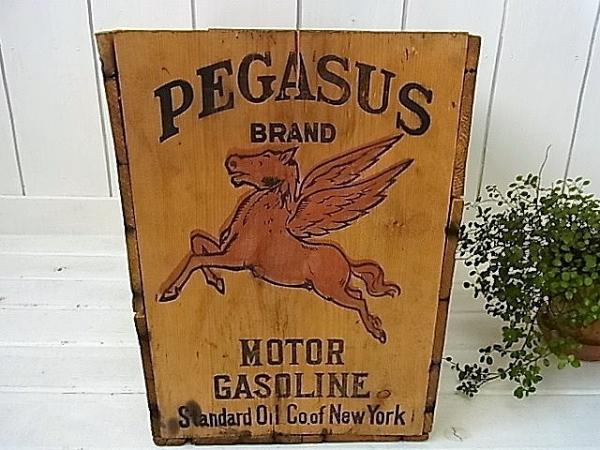 PEGASUS
BRAND
MOTOR
GASOLINE.
Standard Oil Co. of New York